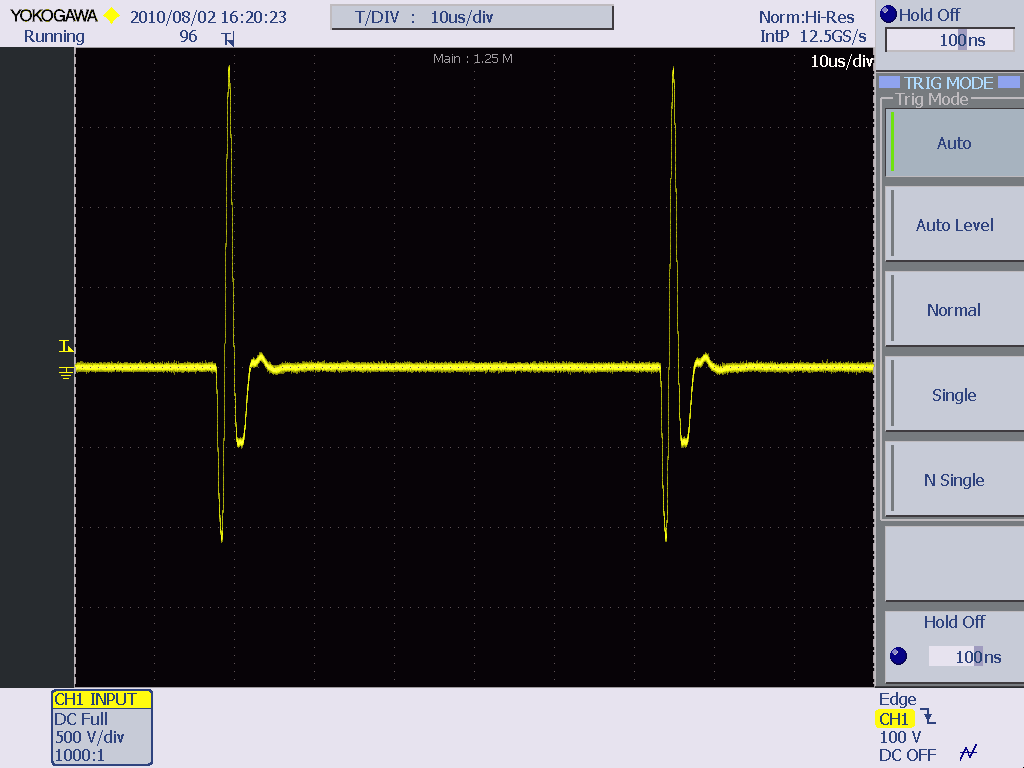 YOKOGAWA 2010/08/02 16:20:23
Running 96 T
T/DIV : 10us/div
Norm:Hi-Res
IntP 12.5GS/s
Hold Off
100ns
Main : 1.25 M
10us/div
TRIG MODE
Trig Mode
Auto
Auto Level
Normal
Single
N Single
Hold Off
100ns
T
CH1 INPUT
DC Full
500 V/div
1000:1
Edge
CH1
100 V
DC OFF